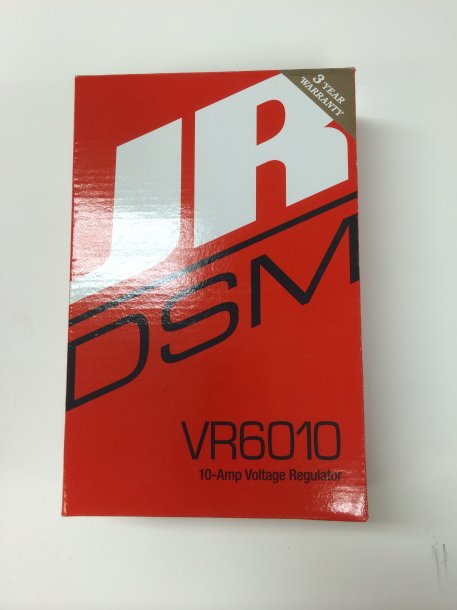 3 YEAR
WARRANTY
JR
DSM
VR6010
10-Amp Voltage Regulator